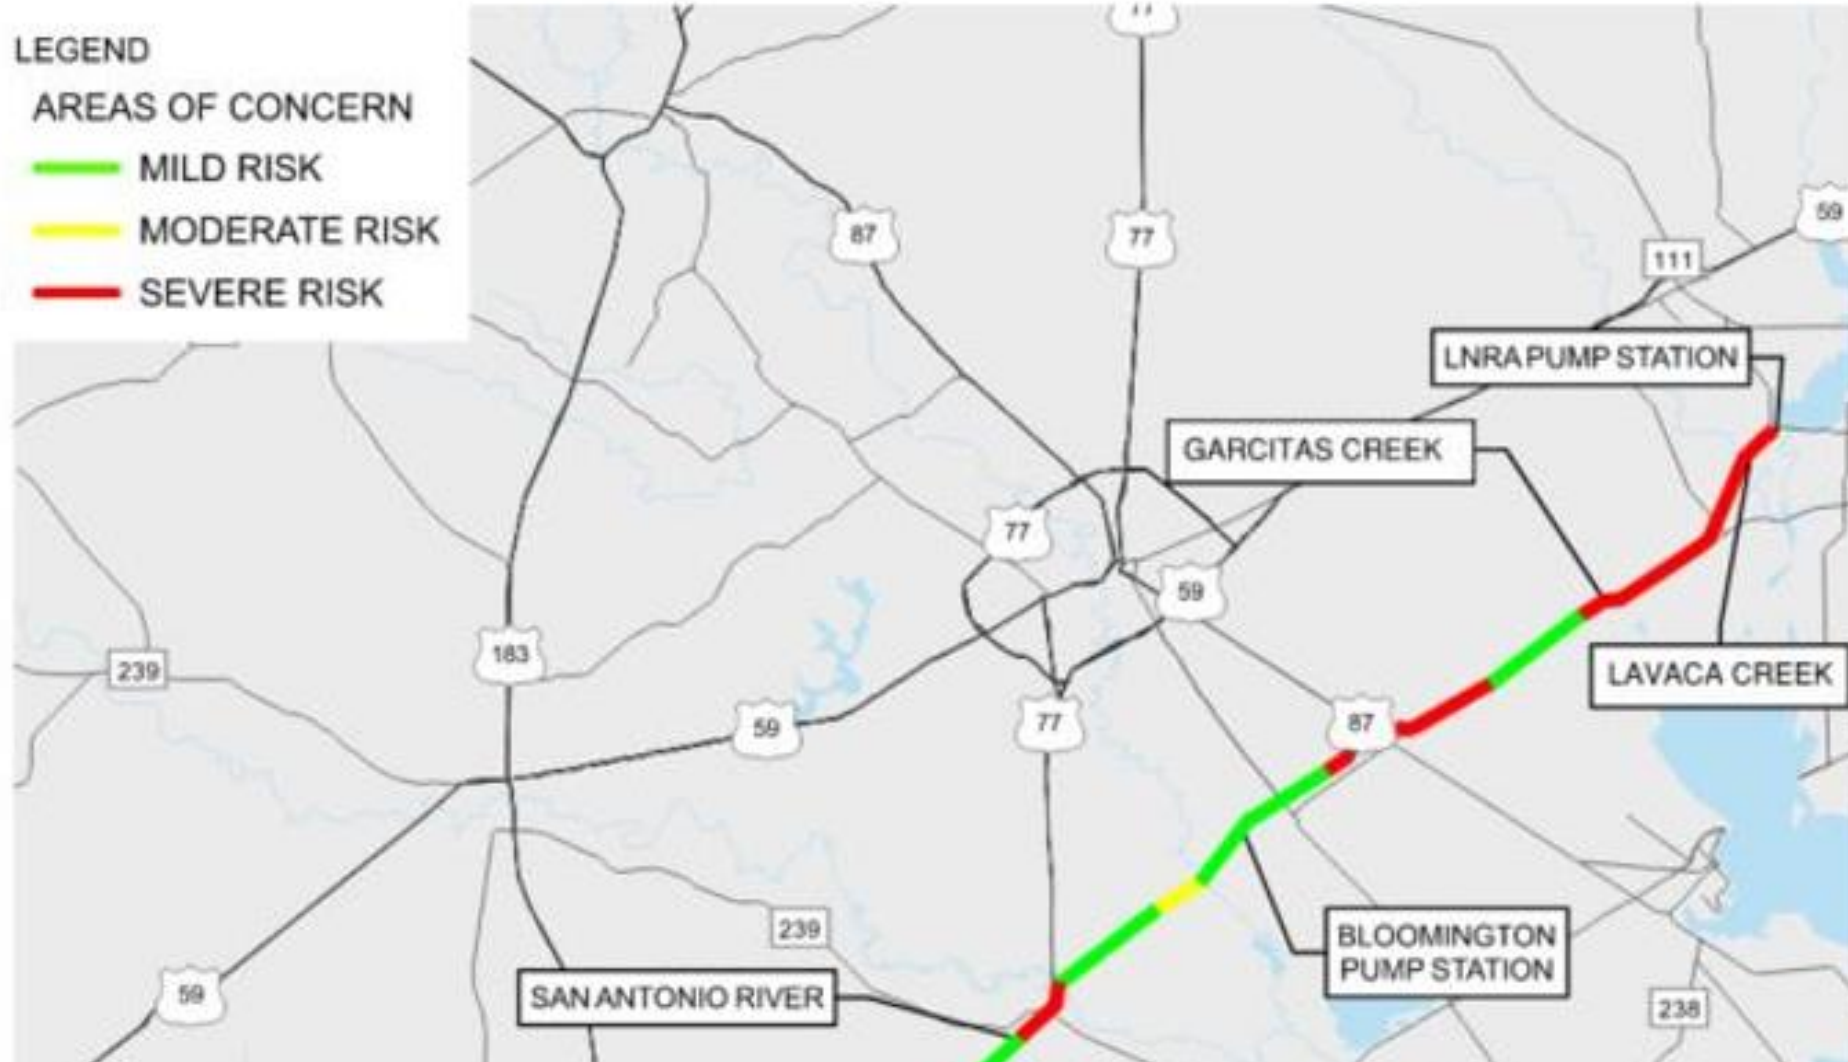 LEGEND
AREAS OF CONCERN
MILD RISK
MODERATE RISK
SEVERE RISK
77
87
77
59
111
LNRA PUMP STATION
GARCITAS CREEK
77
59
183
239
LAVACA CREEK
59
77
87
239
BLOOMINGTON
PUMP STATION
59
SAN ANTONIO RIVER
238